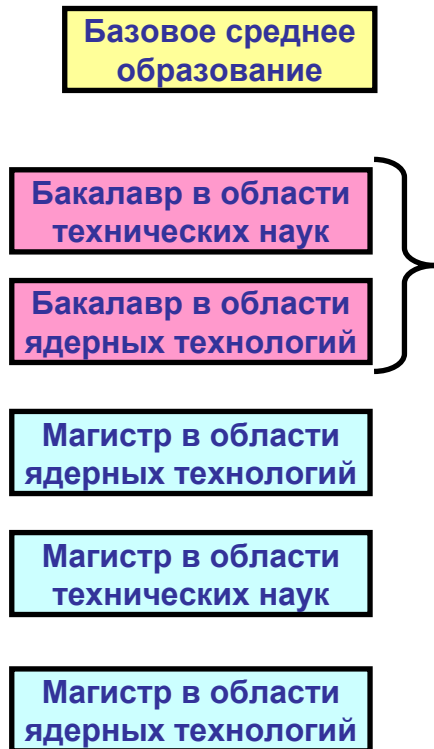 Базовое среднее
образование
Бакалавр в области
технических наук
Бакалавр в области
ядерных технологий
Магистр в области
ядерных технологий
Магистр в области
технических наук
Магистр в области
ядерных технологий